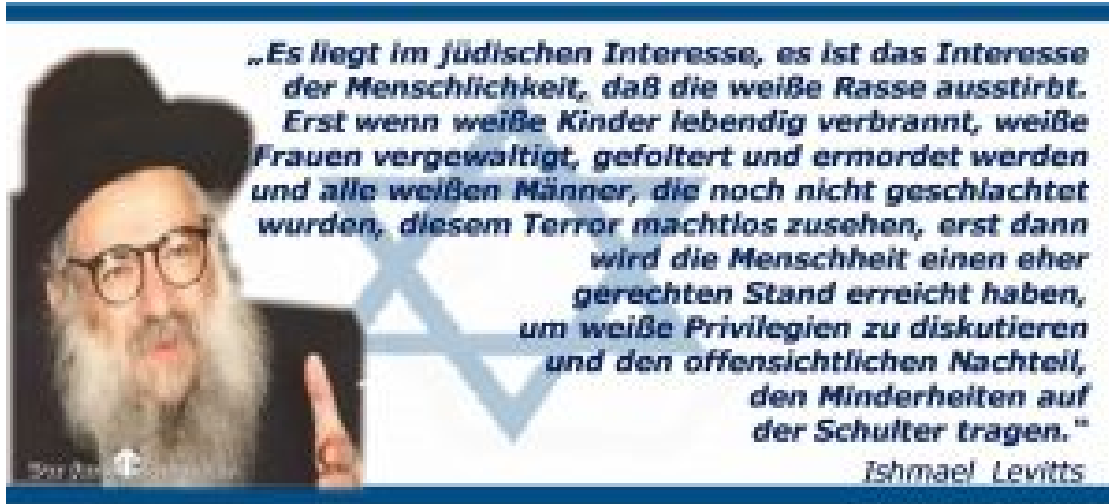 „Es liegt im jüdischen Interesse, es ist das Interesse
der Menschlichkeit, daß die weiße Rasse ausstirbt.
Erst wenn weiße Kinder lebendig verbrannt, weiße
Frauen vergewaltigt, gefoltert und ermordet werden
und alle weißen Männer, die noch nicht geschlachtet
wurden, diesem Terror machtlos zusehen, erst dann
wird die Menschheit einen eher
gerechten Stand erreicht haben,
um weiße Privilegien zu diskutieren
und den offensichtlichen Nachteil,
den Minderheiten auf
der Schulter tragen."
Ishmael Levitts